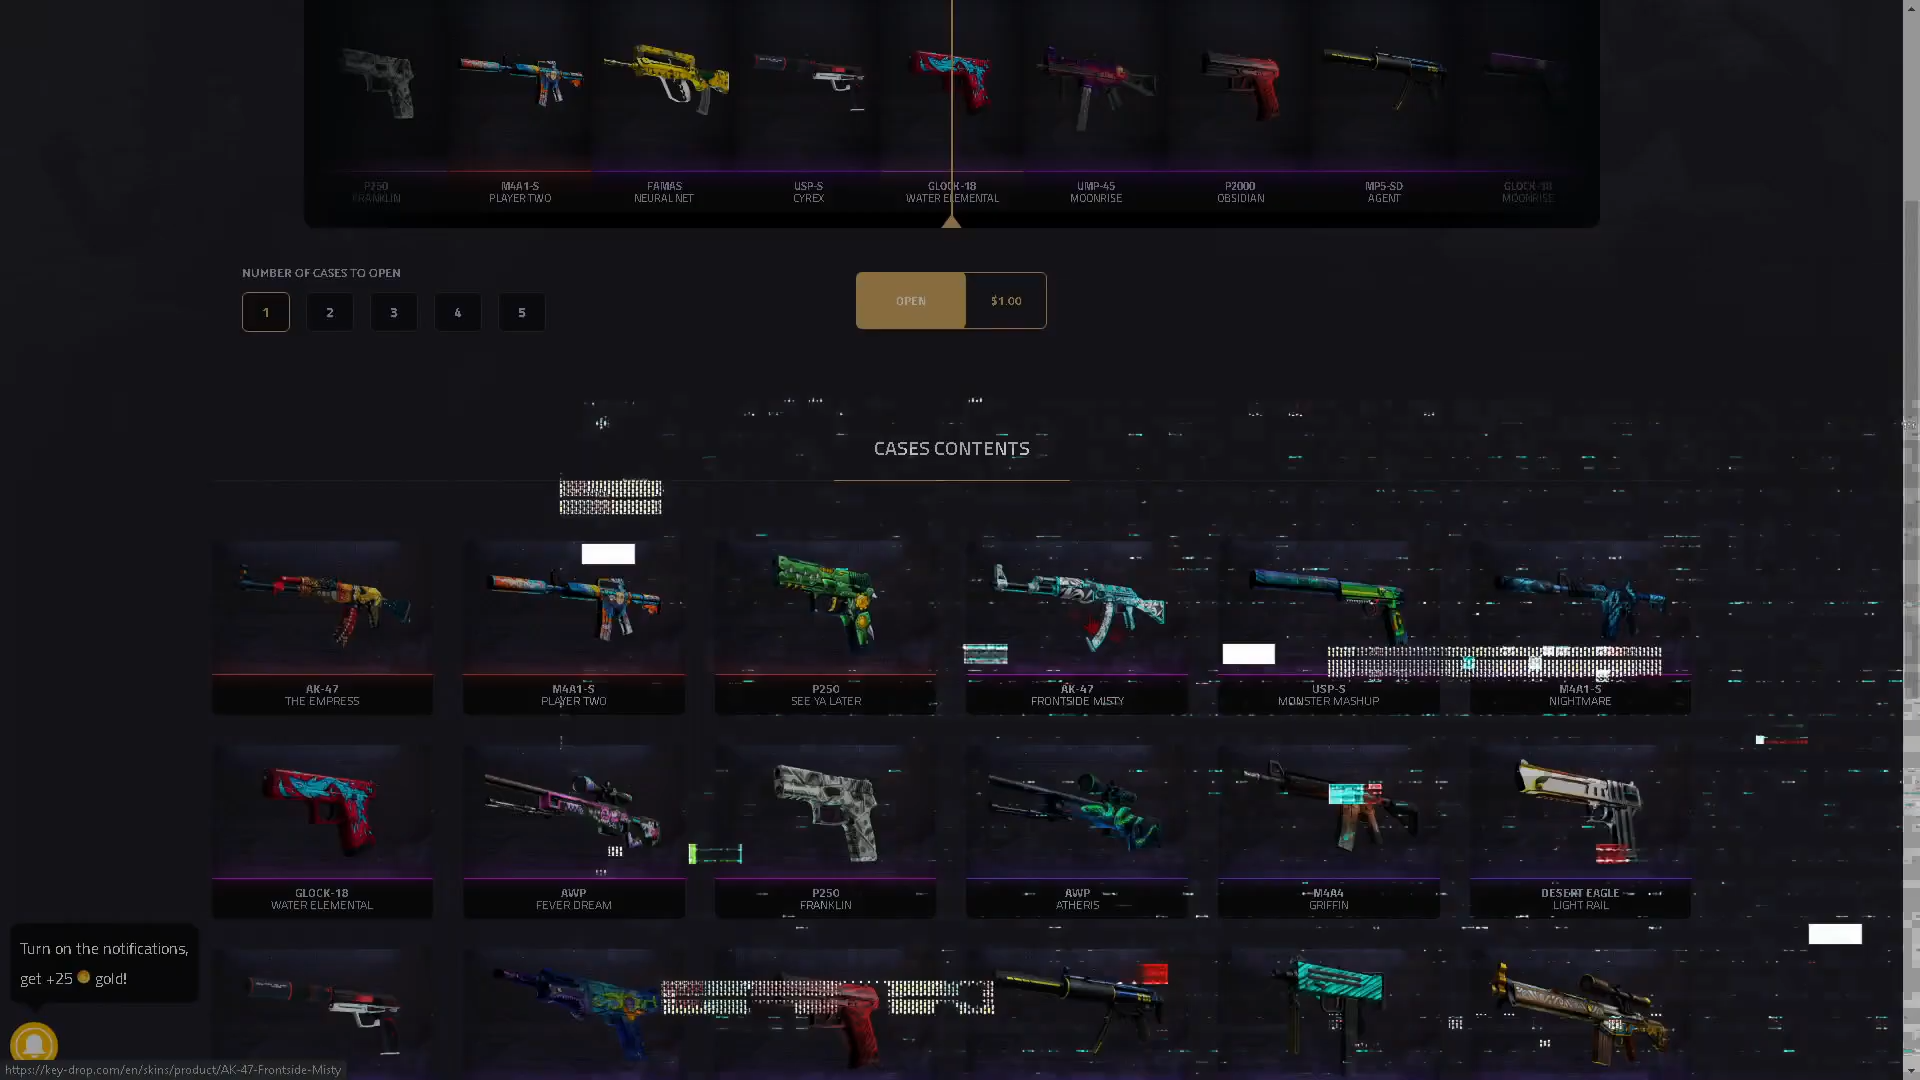 P250
FRANKLIN
M4A1-S
PLAYER TWO
FAMAS
NEURAL NET
USP-S
CYREX
GLOCK-18
WATER ELEMENTAL
UMP-45
MOONRISE
P2000
OBSIDIAN
MP5-SD
AGENT
GLOCK-18
MOONRISE
NUMBER OF CASES TO OPEN
1
2
3
4
5
OPEN
$1.00
CASES CONTENTS
AK-47
THE EMPRESS
M4A1-S
PLAYER TWO
P250
SEE YA LATER
AK-47
FRONTSIDE MISTY
USP-S
MONSTER MASHUP
M4A1-S
NIGHTMARE
GLOCK-18
WATER ELEMENTAL
AWP
FEVER DREAM
P250
FRANKLIN
AWP
ATHERIS
M4A4
GRIFFIN
DESERT EAGLE
LIGHT RAIL
Turn on the notifications,
get +25 gold!
https://key-drop.com/en/skins/product/AK-47-Frontside-Misty